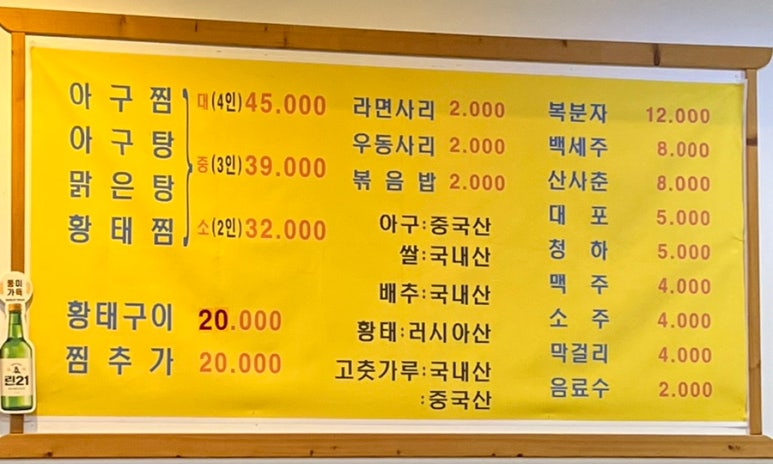 아구찜
아구탕
맑은탕
황태찜
대(4인) 45.000
중(3인) 39.000
소(2인) 32.000
황태구이 20.000
찜추가 20.000
라면사리 2.000
우동사리 2.000
볶음밥 2.000
아구:중국산
쌀:국내산
배추:국내산
황태:러시아산
고춧가루:국내산
:중국산
복분자 12.000
백세주 8.000
산사춘 8.000
대포 5.000
청하 5.000
맥주 4.000
소주 4.000
막걸리 4.000
음료수 2.000
린21